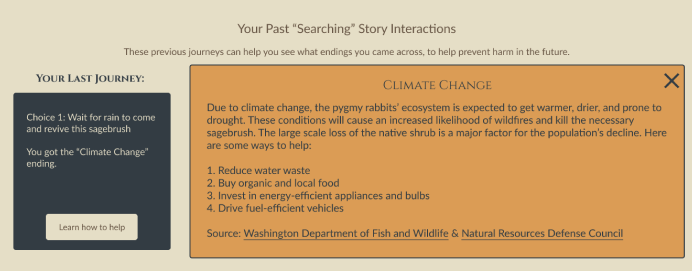 Your Past “Searching” Story Interactions
These previous journeys can help you see what endings you came across, to help prevent harm in the future.
Your Last Journey:
Choice 1: Wait for rain to come
and revive this sagebrush
You got the “Climate Change”
ending.
Learn how to help
Climate Change
Due to climate change, the pygmy rabbits’ ecosystem is expected to get warmer, drier, and prone to
drought. These conditions will cause an increased likelihood of wildfires and kill the necessary
sagebrush. The large scale loss of the native shrub is a major factor for the population’s decline. Here
are some ways to help:
1. Reduce water waste
2. Buy organic and local food
3. Invest in energy-efficient appliances and bulbs
4. Drive fuel-efficient vehicles
Source: Washington Department of Fish and Wildlife & Natural Resources Defense Council